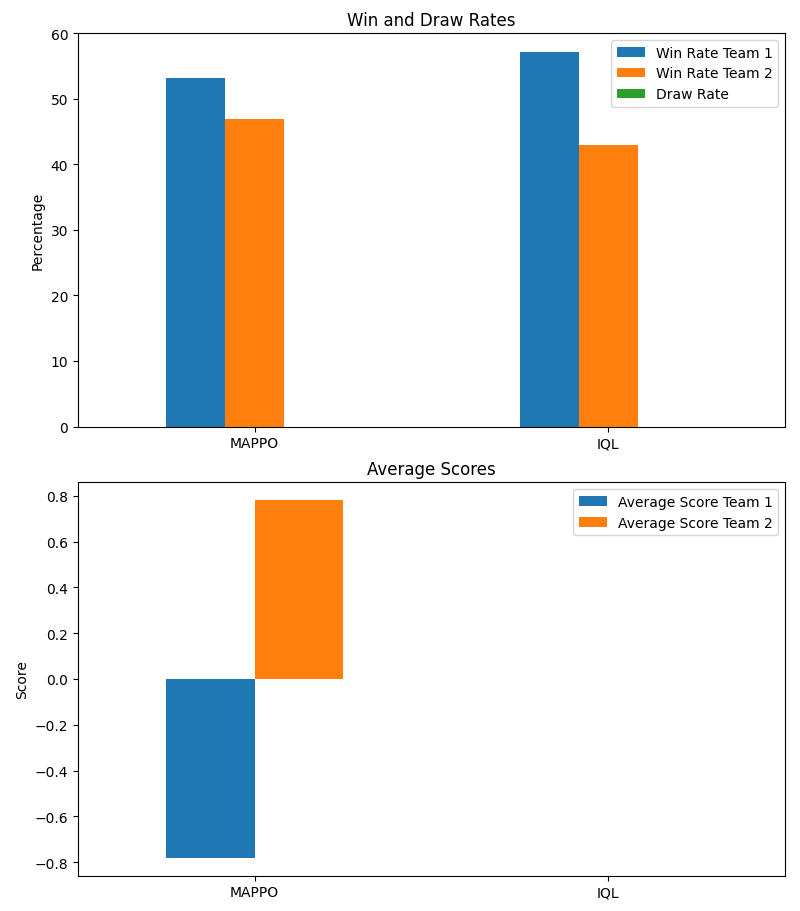 Win and Draw Rates
60
50
40
30
20
10
0
Percentage
Win Rate Team 1
Win Rate Team 2
Draw Rate
MAPPO
IQL
Average Scores
0.8
0.6
0.4
0.2
0.0
−0.2
−0.4
−0.6
−0.8
Score
Average Score Team 1
Average Score Team 2
MAPPO
IQL